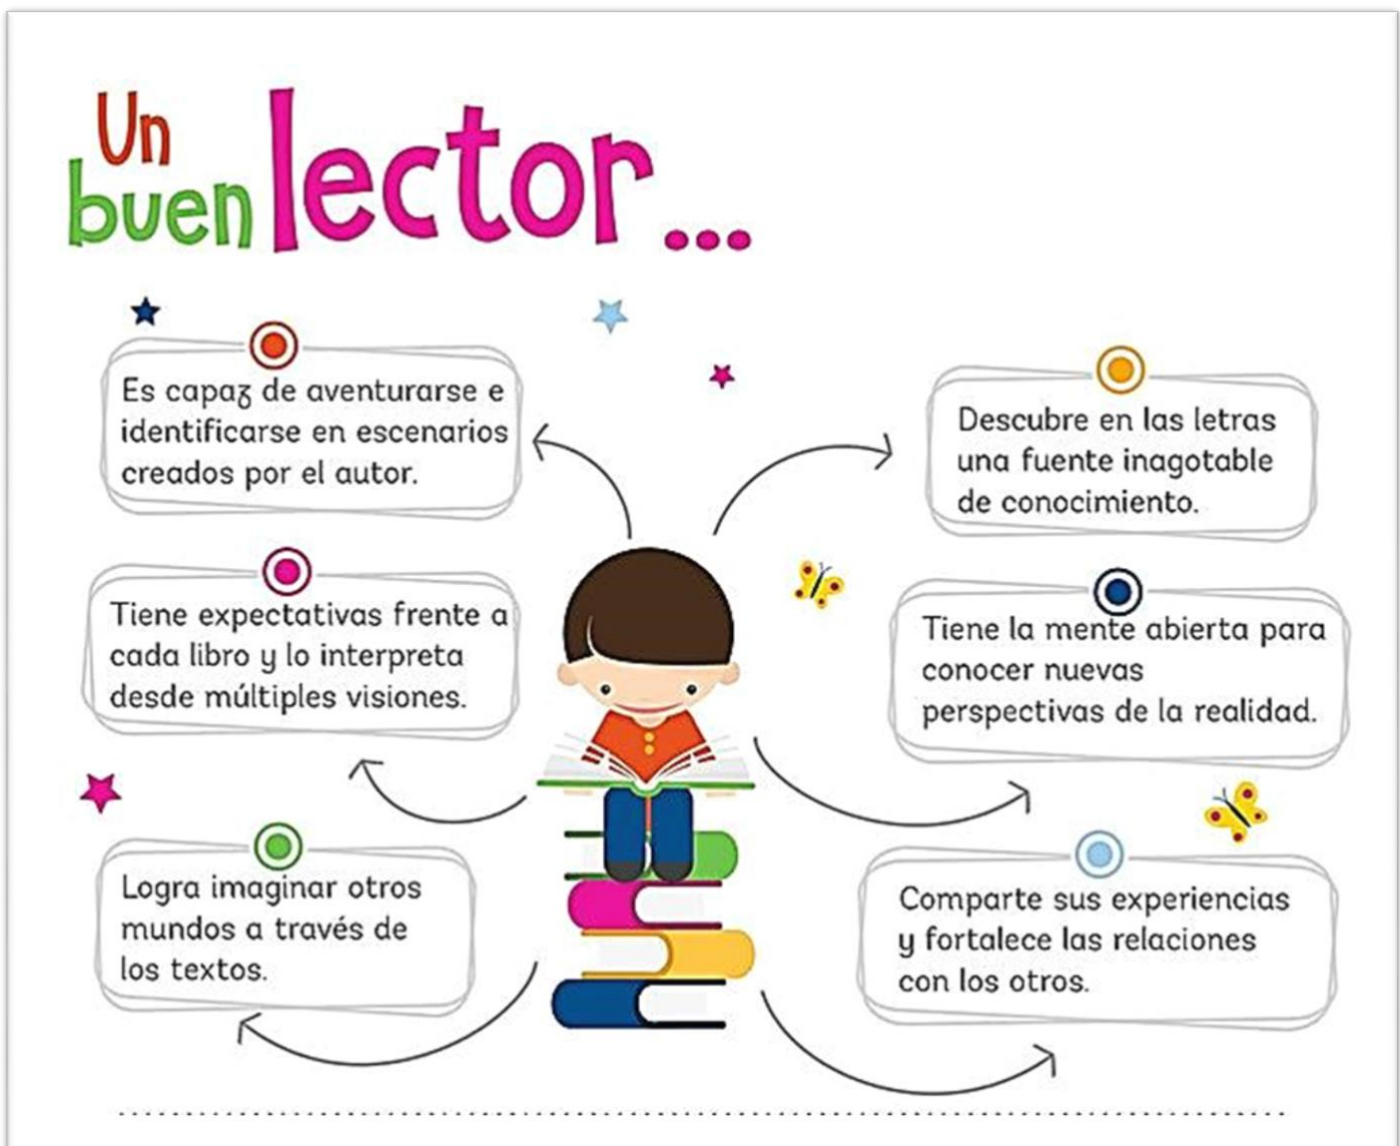 Un
buen lector...
Es capaz de aventurarse e
identificarse en escenarios
creados por el autor.
Tiene expectativas frente a
cada libro y lo interpreta
desde múltiples visiones.
Logra imaginar otros
mundos a través de
los textos.
Descubre en las letras
una fuente inagotable
de conocimiento.
Tiene la mente abierta para
conocer nuevas
perspectivas de la realidad.
Comparte sus experiencias
y fortalece las relaciones
con los otros.